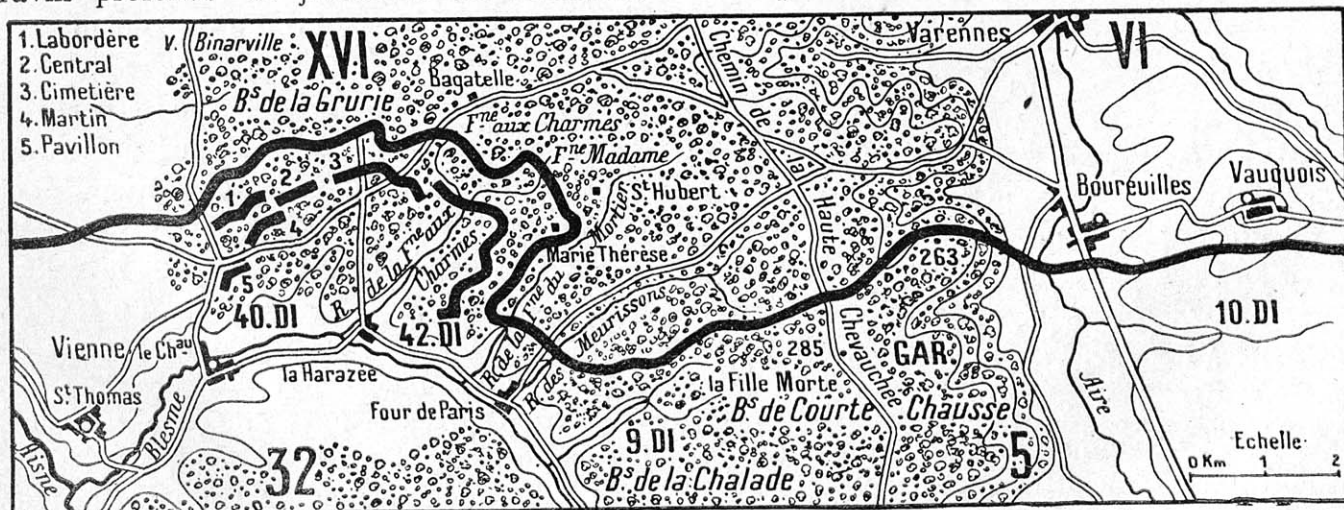 1. Labordère
2. Central
3. Cimetière
4. Martin
5. Pavillon
v. Binarville
XVI
Bs. de la Grurie
Bagatelle
Chemin de la Haute Chevauchée
Varennes
VI
Fne aux Charmes
Fne Madame
St Hubert
Boureuilles
Vauquois
1
2
3
4
5
Marie Thérèse
R. de la Fne aux Charmes
R. de la Fne du Mortier
R. des Meurissons
263
40. DI
42. DI
10. DI
Vienne le Chau
la Harazée
285
GAR.
St Thomas
Four de Paris
la Fille Morte
Bs. de Courte Chausse
Aire
Aisne
Biesme
32
9. DI
5
Bs. de la Chalade
Echelle
0 Km 1 2